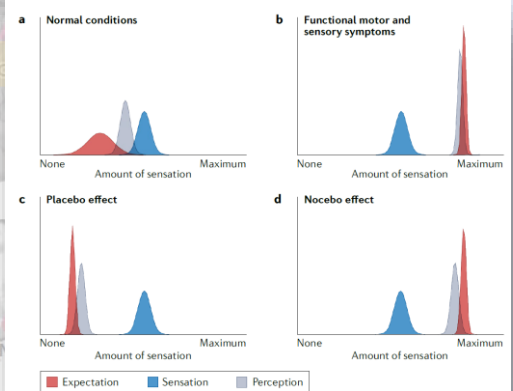 a Normal conditions
None Maximum
Amount of sensation
b Functional motor and
sensory symptoms
None Maximum
Amount of sensation
c Placebo effect
None Maximum
Amount of sensation
d Nocebo effect
None Maximum
Amount of sensation
Expectation Sensation Perception